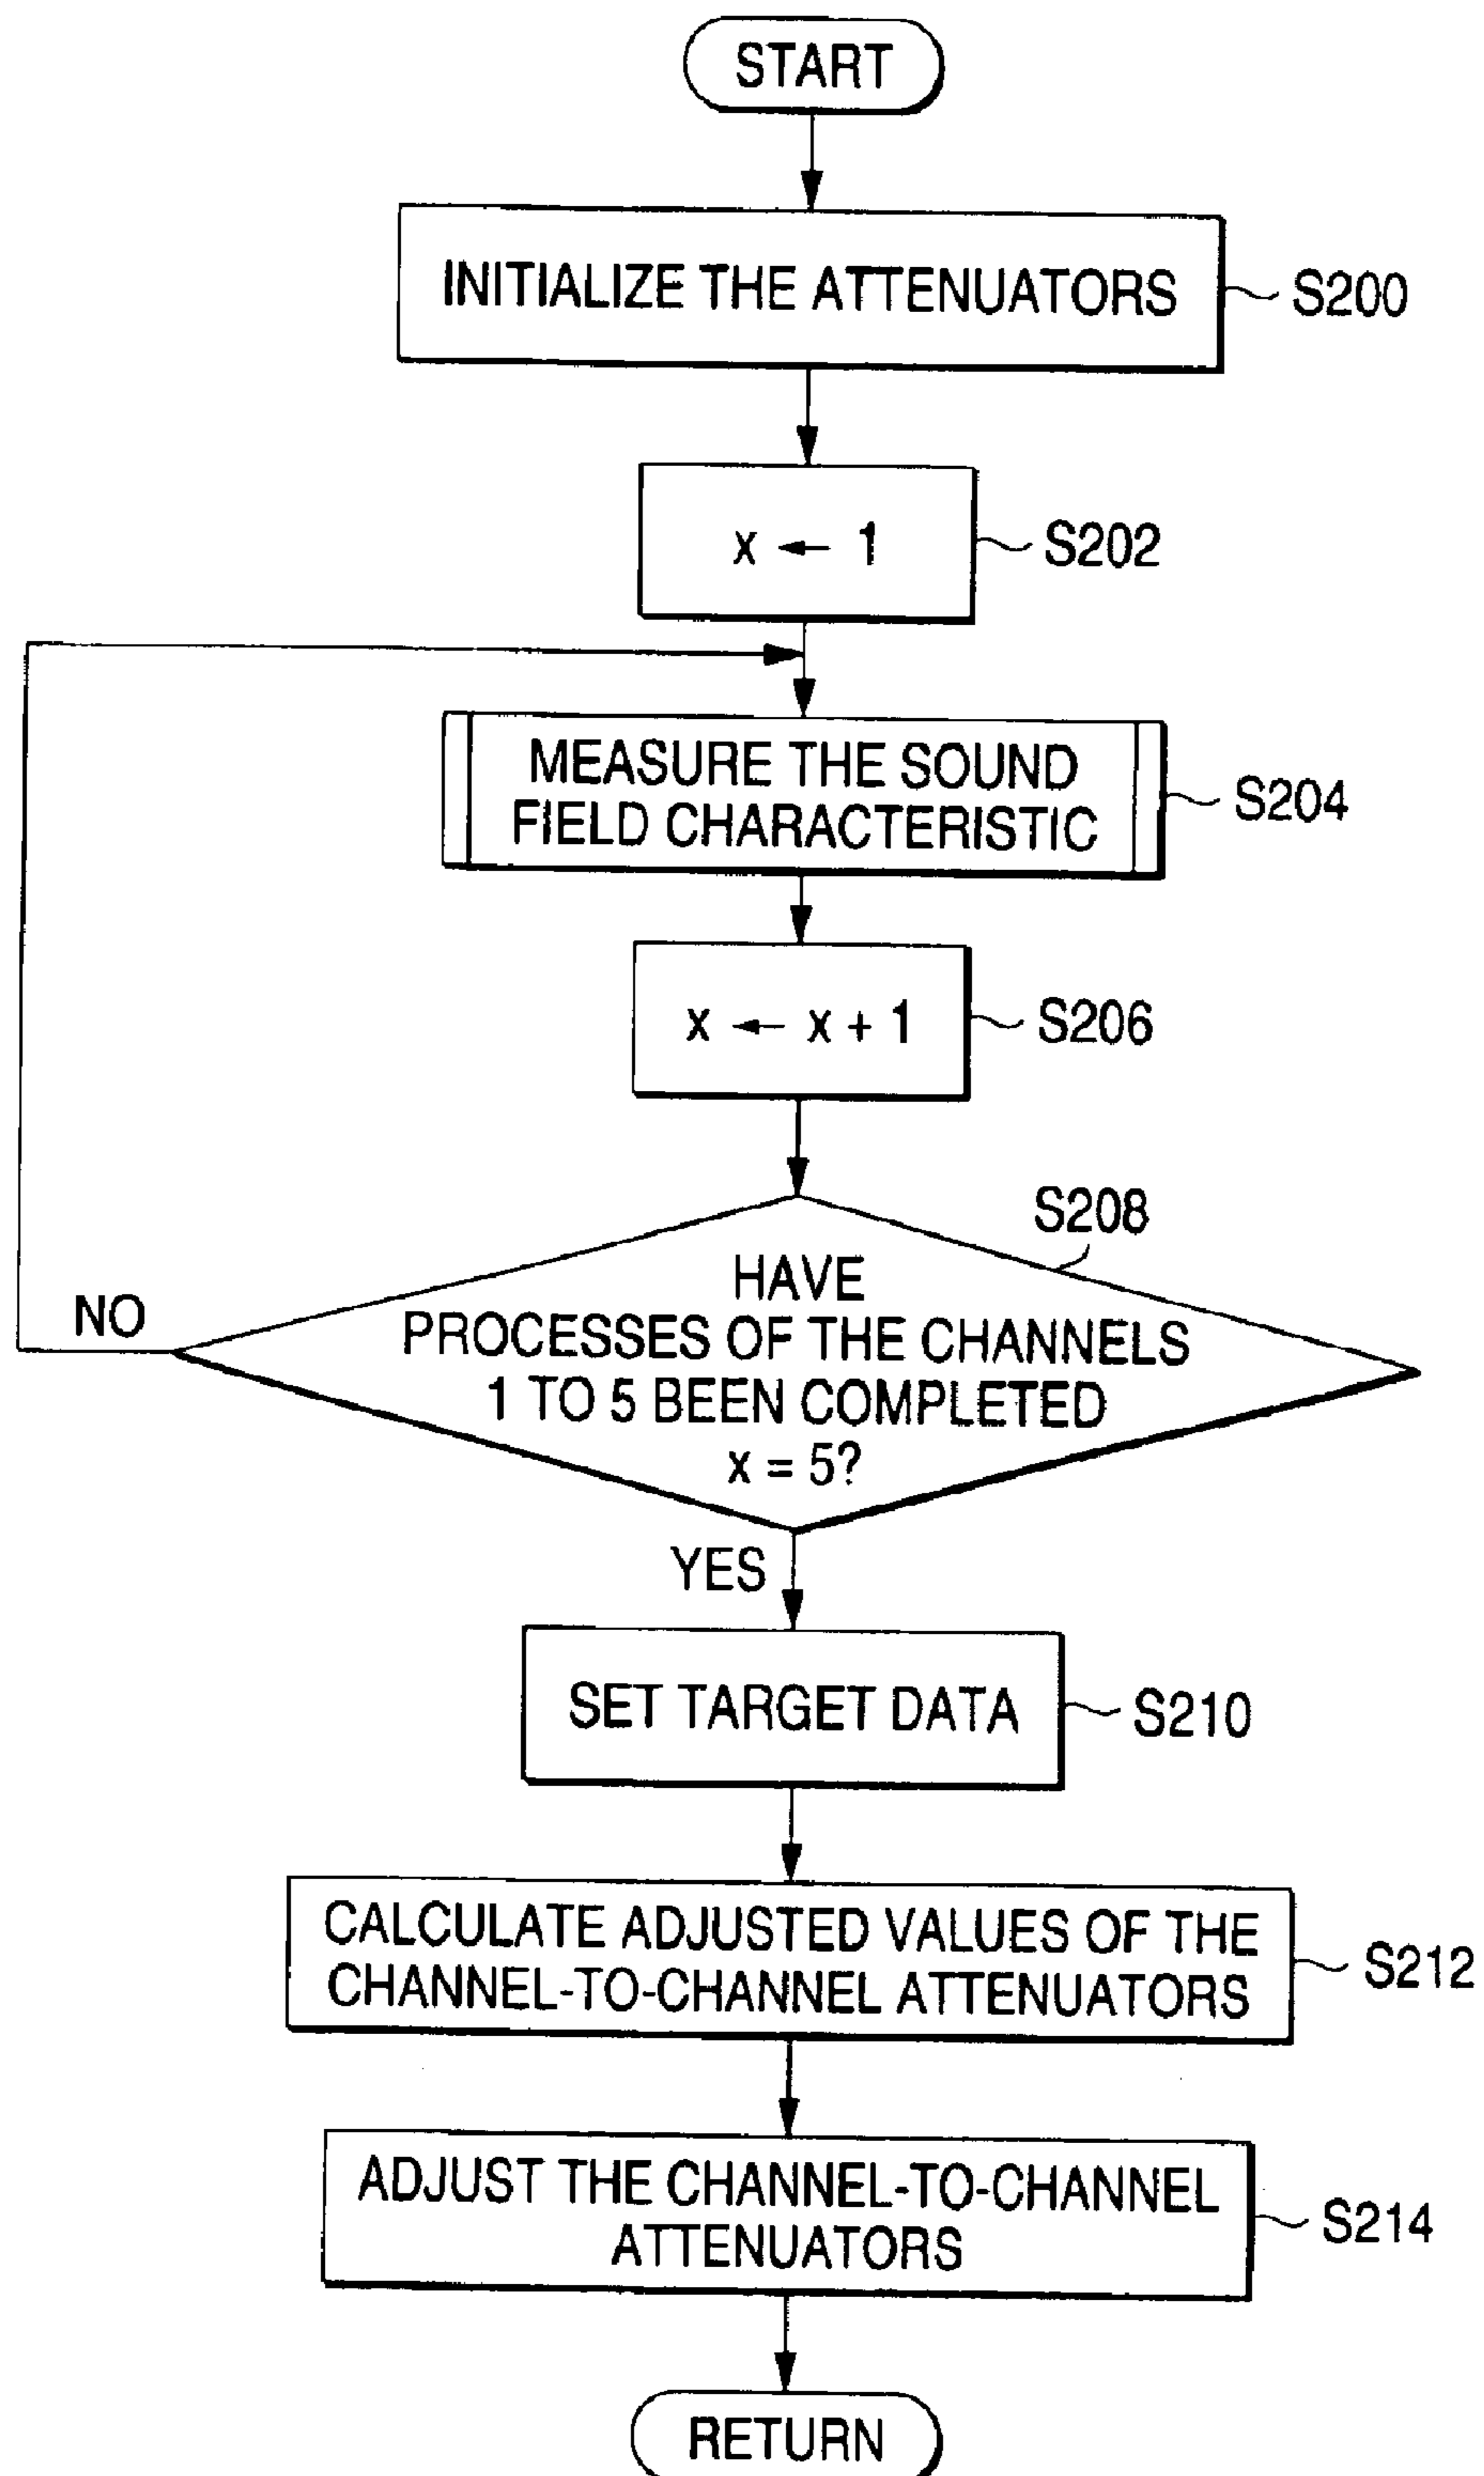 START
INITIALIZE THE ATTENUATORS
S200
x ← 1
S202
MEASURE THE SOUND
FIELD CHARACTERISTIC
S204
x ← x + 1
S206
S208
HAVE
PROCESSES OF THE CHANNELS
1 TO 5 BEEN COMPLETED
x = 5?
NO
YES
SET TARGET DATA
S210
CALCULATE ADJUSTED VALUES OF THE
CHANNEL-TO-CHANNEL ATTENUATORS
S212
ADJUST THE CHANNEL-TO-CHANNEL
ATTENUATORS
S214
RETURN